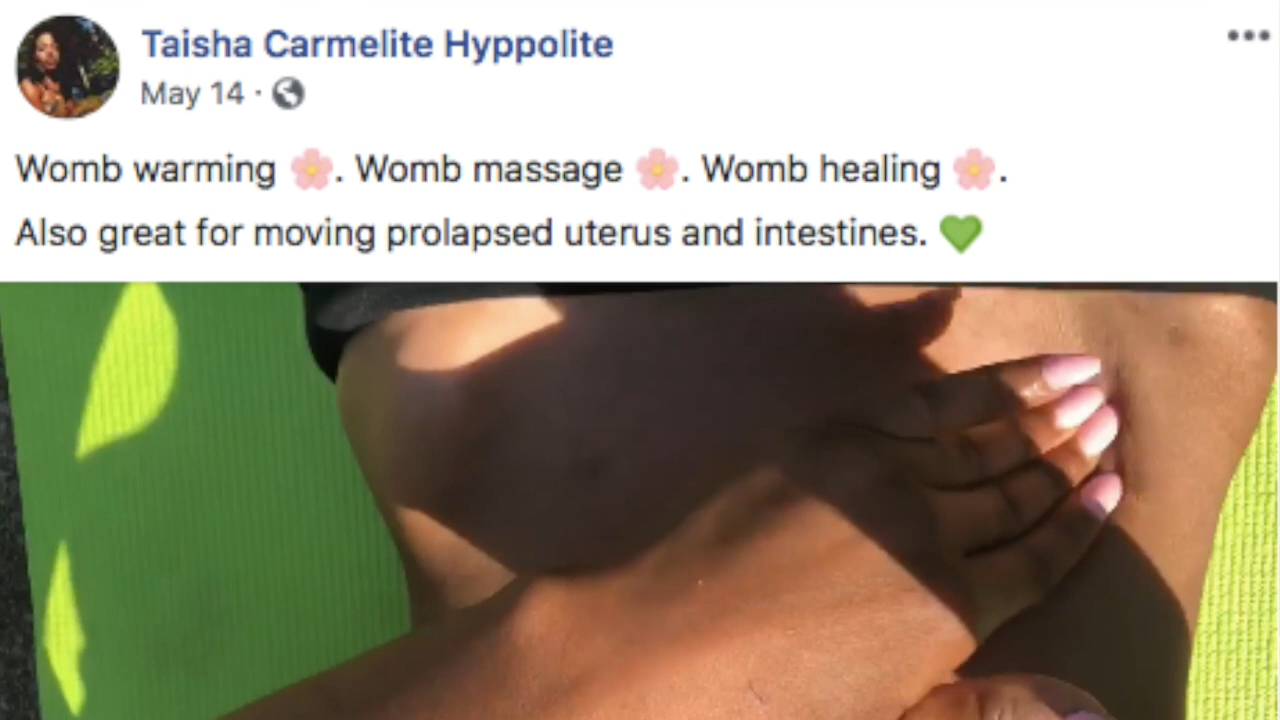 Taisha Carmelite Hyppolite
May 14 ·
Womb warming 🌸. Womb massage 🌸. Womb healing 🌸.
Also great for moving prolapsed uterus and intestines. 💚